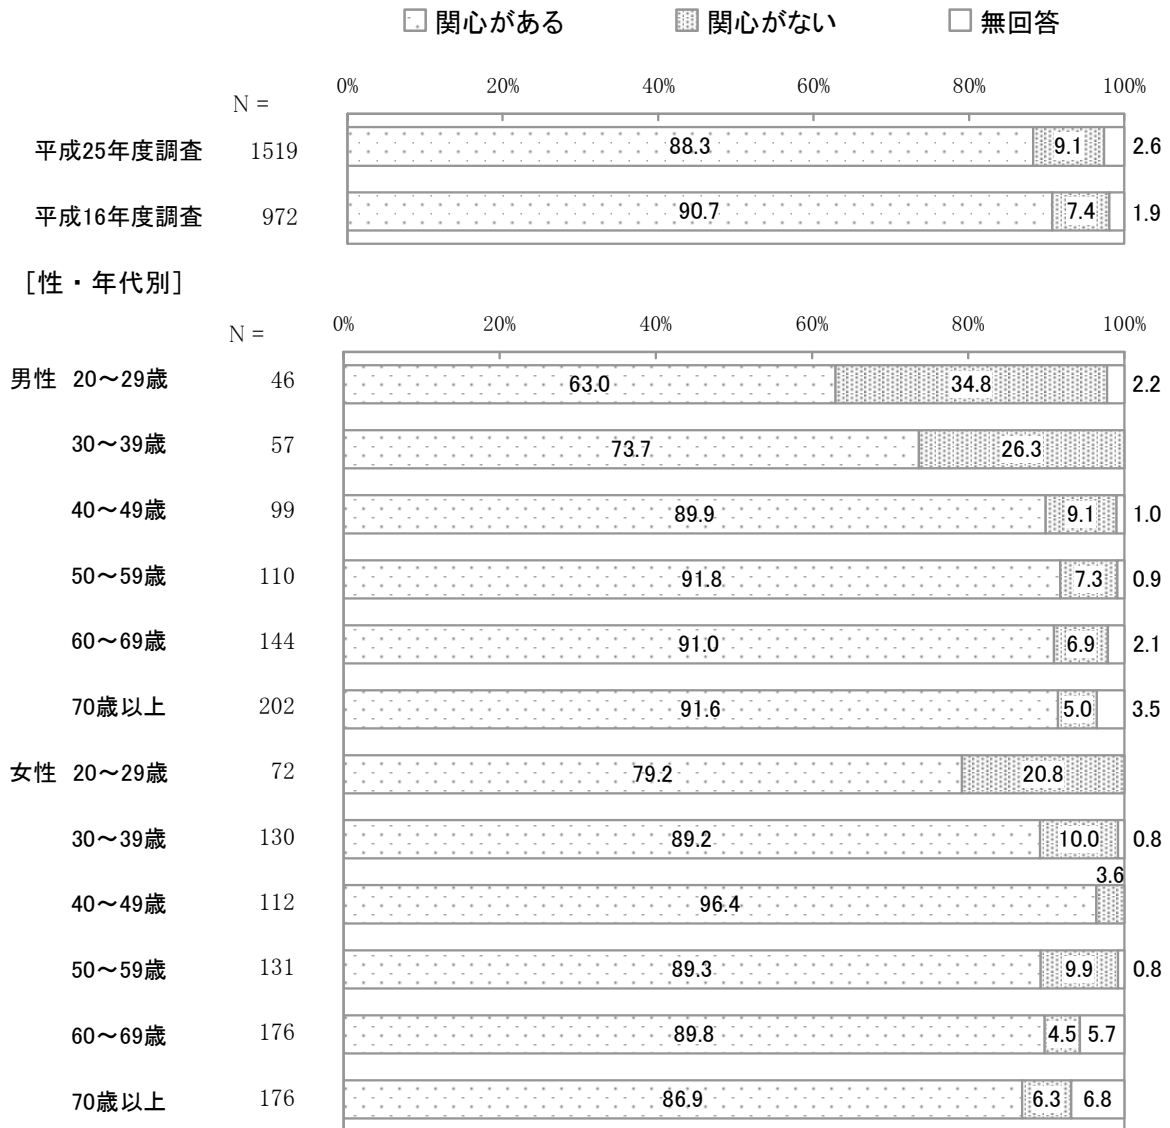 関心がある 関心がない 無回答
N = 0% 20% 40% 60% 80% 100%
平成25年度調査 1519 88.3 9.1 2.6
平成16年度調査 972 90.7 7.4 1.9
［性・年代別］
N = 0% 20% 40% 60% 80% 100%
男性 20～29歳 46 63.0 34.8 2.2
30～39歳 57 73.7 26.3
40～49歳 99 89.9 9.1 1.0
50～59歳 110 91.8 7.3 0.9
60～69歳 144 91.0 6.9 2.1
70歳以上 202 91.6 5.0 3.5
女性 20～29歳 72 79.2 20.8
30～39歳 130 89.2 10.0 0.8
40～49歳 112 96.4 3.6
50～59歳 131 89.3 9.9 0.8
60～69歳 176 89.8 4.5 5.7
70歳以上 176 86.9 6.3 6.8